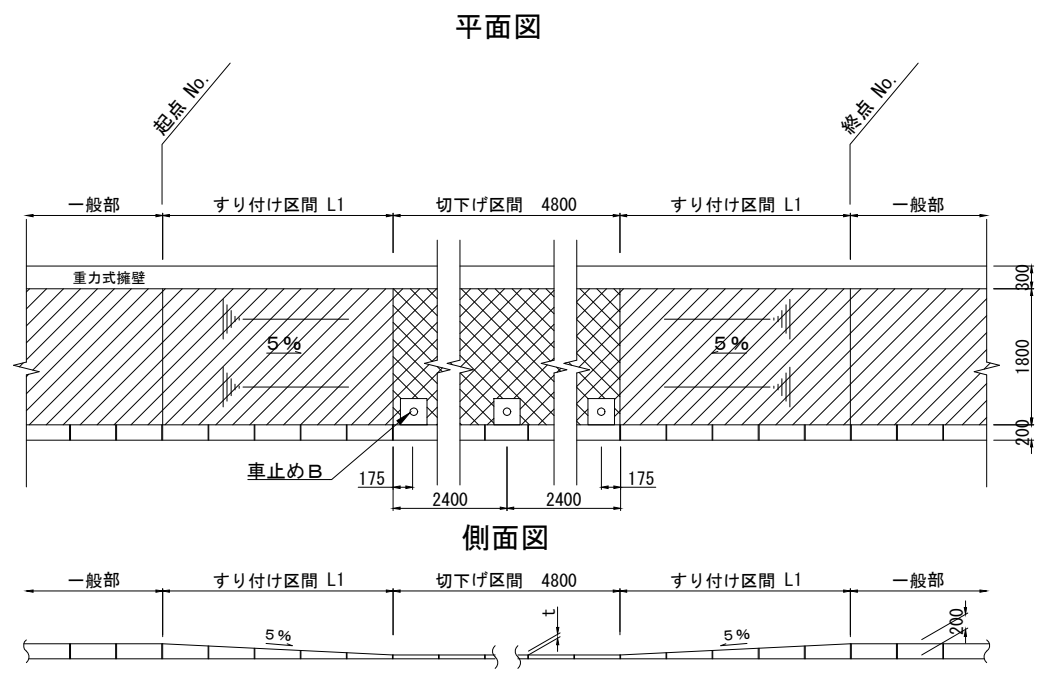 平面図
起点 No.
終点 No.
一般部
すり付け区間 L1
切下げ区間 4800
すり付け区間 L1
一般部
重力式擁壁
300
5%
5%
1800
200
車止めB
175
2400
2400
175
側面図
一般部
すり付け区間 L1
切下げ区間 4800
すり付け区間 L1
一般部
5%
t
5%
200